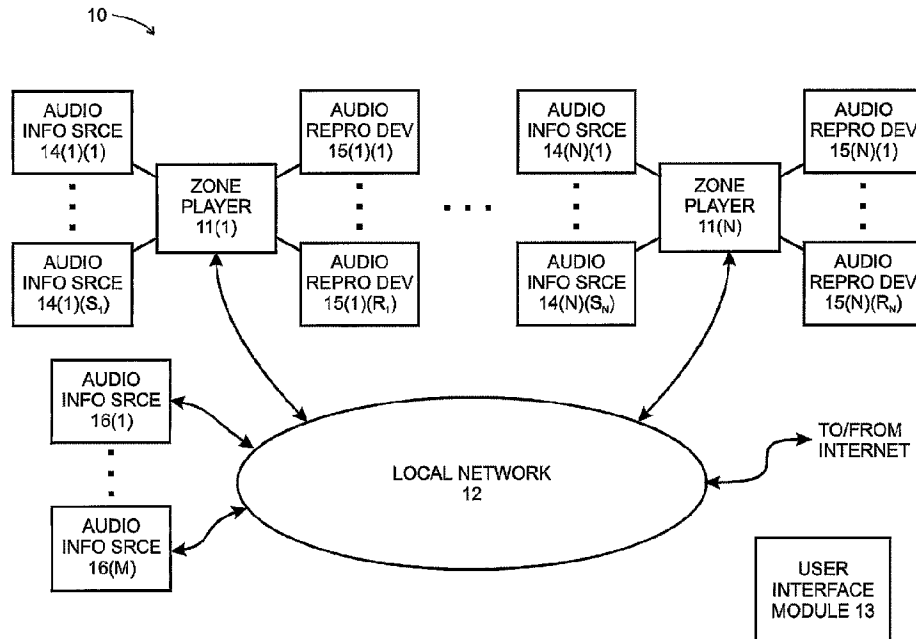 10
AUDIO
INFO SRCE
14(1)(1)
AUDIO
REPRO DEV
15(1)(1)
AUDIO
INFO SRCE
14(N)(1)
AUDIO
REPRO DEV
15(N)(1)
ZONE
PLAYER
11(1)
ZONE
PLAYER
11(N)
AUDIO
INFO SRCE
14(1)(S₁)
AUDIO
REPRO DEV
15(1)(R₁)
AUDIO
INFO SRCE
14(N)(S_N)
AUDIO
REPRO DEV
15(N)(R_N)
AUDIO
INFO SRCE
16(1)
TO/FROM
INTERNET
LOCAL NETWORK
12
AUDIO
INFO SRCE
16(M)
USER
INTERFACE
MODULE 13